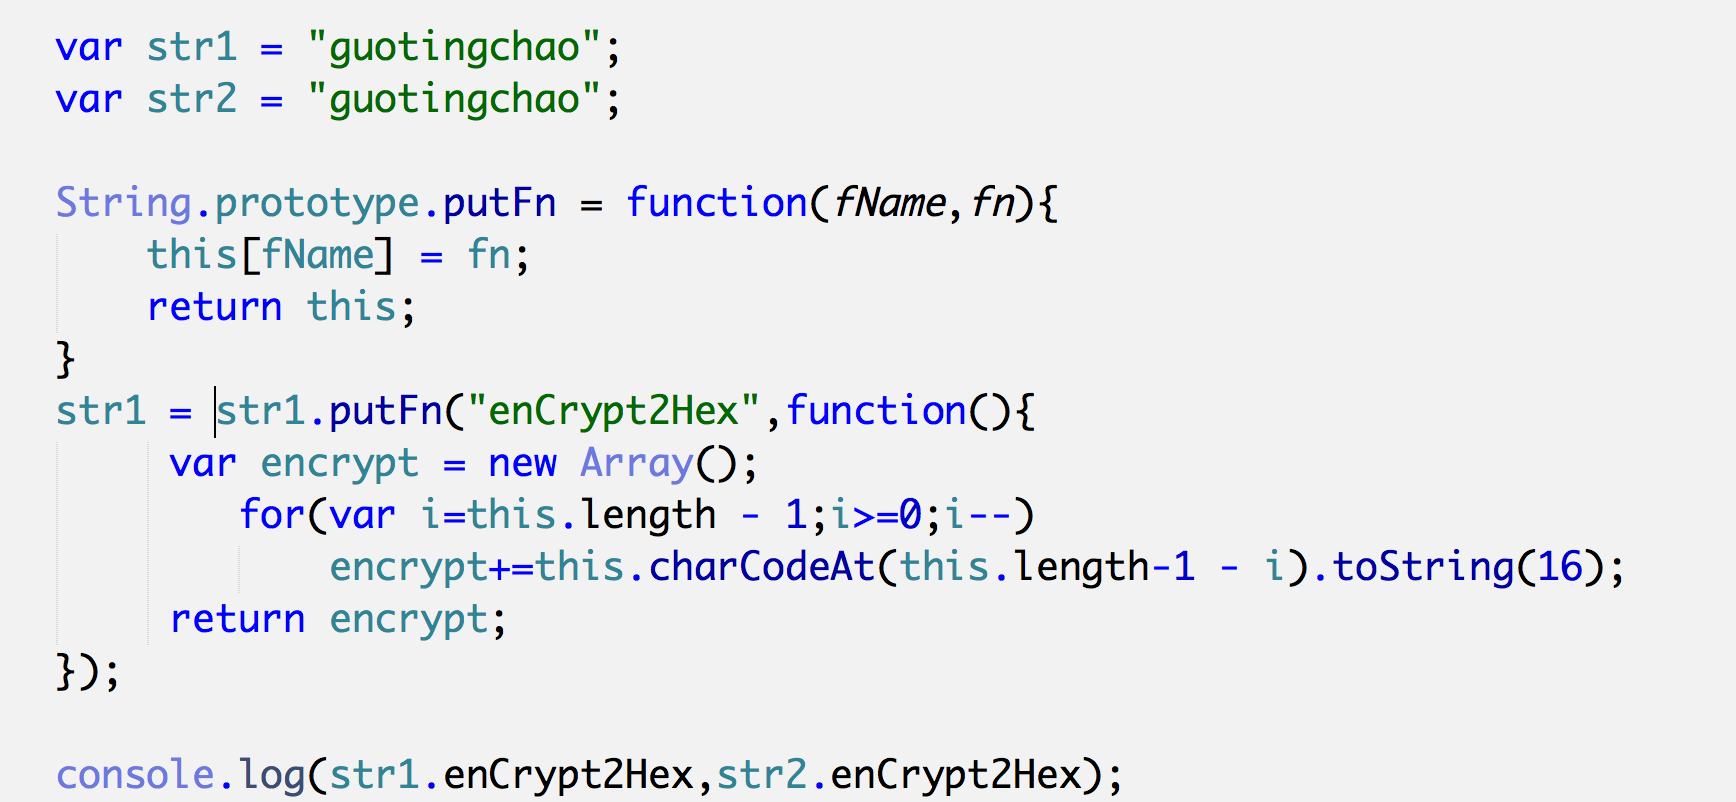 var str1 = "guotingchao";
var str2 = "guotingchao";
String.prototype.putFn = function(fName,fn){
    this[fName] = fn;
    return this;
}
str1 = str1.putFn("enCrypt2Hex",function(){
     var encrypt = new Array();
        for(var i=this.length - 1;i>=0;i--)
            encrypt+=this.charCodeAt(this.length-1 - i).toString(16);
     return encrypt;
});
console.log(str1.enCrypt2Hex,str2.enCrypt2Hex);